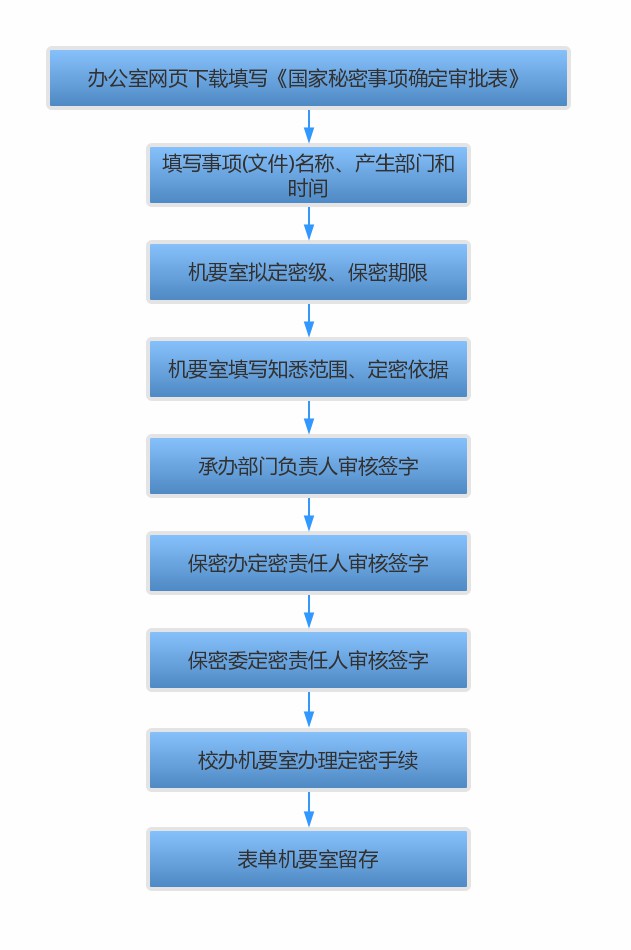 办公室网页下载填写《国家秘密事项确定审批表》
填写事项(文件)名称、产生部门和
时间
机要室拟定密级、保密期限
机要室填写知悉范围、定密依据
承办部门负责人审核签字
保密办定密责任人审核签字
保密委定密责任人审核签字
校办机要室办理定密手续
表单机要室留存